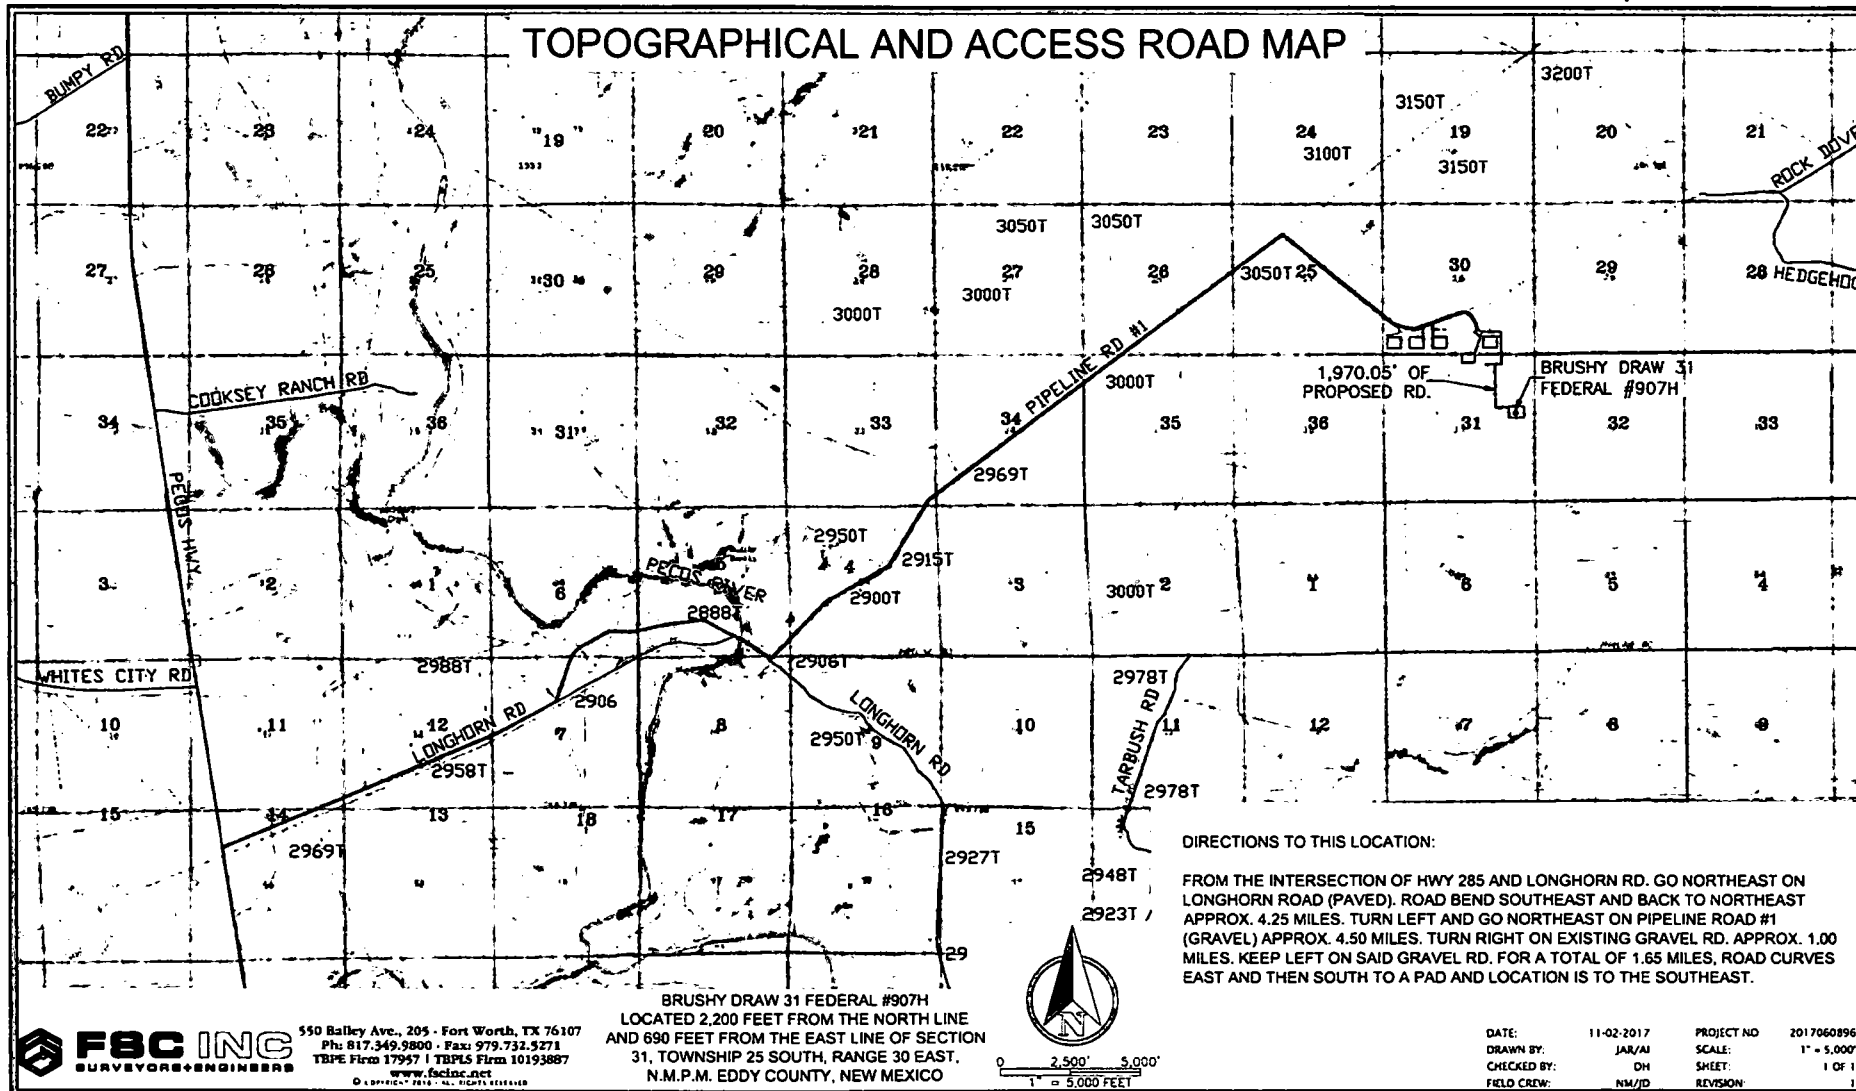 TOPOGRAPHICAL AND ACCESS ROAD MAP
BUMPY RD
3200T
3150T
22 23 24 19 20 21 22 23 24 19 20 21
3100T
3150T
ROCK DOVE
3050T
3050T
27 26 25 30 29 28 27 26 3050T 25 30 29 28 HEDGEHOG
3000T
3000T
PIPELINE RD #1
COOKSEY RANCH RD
3000T
1,970.05' OF
PROPOSED RD.
BRUSHY DRAW 31
FEDERAL #907H
34 35 36 31 32 33 34 35 36 31 32 33
2969T
PECOS HWY
2950T
2915T
PECOS RIVER
3 2 1 6 5 4 3 2 1 6 5 4
2900T
3000T
2888T
2988T
2906T
WHITES CITY RD
2978T
2906
LONGHORN RD
LONGHORN RD
TARBUSH RD
10 11 12 7 8 9 10 11 12 7 8 9
2950T
2958T
2978T
15 14 13 18 17 16 15
2969T
2927T
2948T
2923T
29
DIRECTIONS TO THIS LOCATION:
FROM THE INTERSECTION OF HWY 285 AND LONGHORN RD. GO NORTHEAST ON
LONGHORN ROAD (PAVED). ROAD BEND SOUTHEAST AND BACK TO NORTHEAST
APPROX. 4.25 MILES. TURN LEFT AND GO NORTHEAST ON PIPELINE ROAD #1
(GRAVEL) APPROX. 4.50 MILES. TURN RIGHT ON EXISTING GRAVEL RD. APPROX. 1.00
MILES. KEEP LEFT ON SAID GRAVEL RD. FOR A TOTAL OF 1.65 MILES, ROAD CURVES
EAST AND THEN SOUTH TO A PAD AND LOCATION IS TO THE SOUTHEAST.
FSC INC
SURVEYORS+ENGINEERS
550 Bailey Ave., 205 - Fort Worth, TX 76107
Ph: 817.349.9800 - Fax: 979.732.5271
TBPE Firm 17957 | TBPLS Firm 10193887
www.fscinc.net
© COPYRIGHT 2016 - ALL RIGHTS RESERVED
BRUSHY DRAW 31 FEDERAL #907H
LOCATED 2,200 FEET FROM THE NORTH LINE
AND 690 FEET FROM THE EAST LINE OF SECTION
31, TOWNSHIP 25 SOUTH, RANGE 30 EAST,
N.M.P.M. EDDY COUNTY, NEW MEXICO
N
0 2,500' 5,000'
1" = 5,000 FEET
DATE: 11-02-2017 PROJECT NO 2017060896
DRAWN BY: JAR/AI SCALE: 1" = 5,000'
CHECKED BY: DH SHEET: 1 OF 1
FIELD CREW: NM/JD REVISION: 1